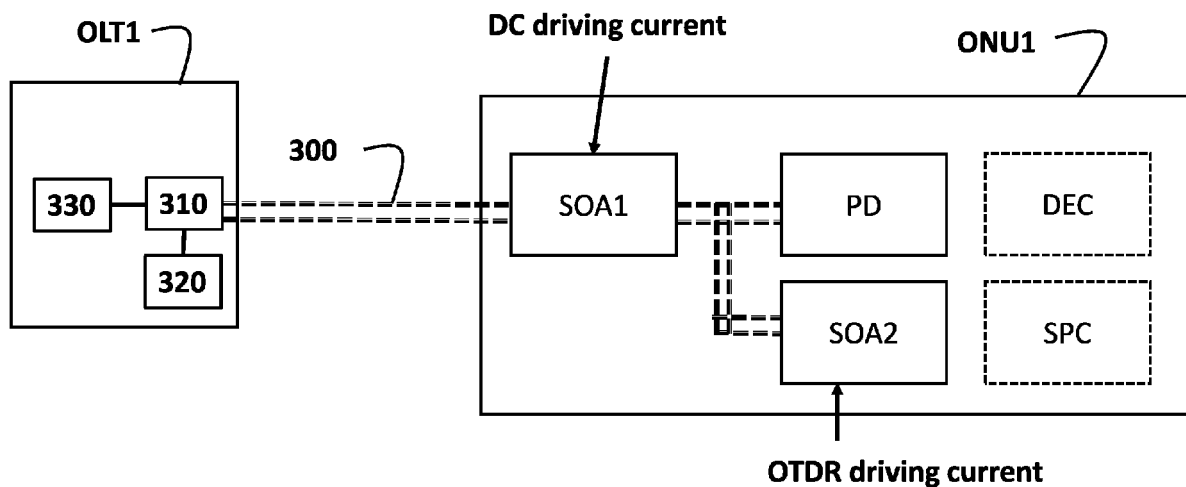 DC driving current
OLT1
ONU1
300
330
310
SOA1
PD
DEC
320
SOA2
SPC
OTDR driving current